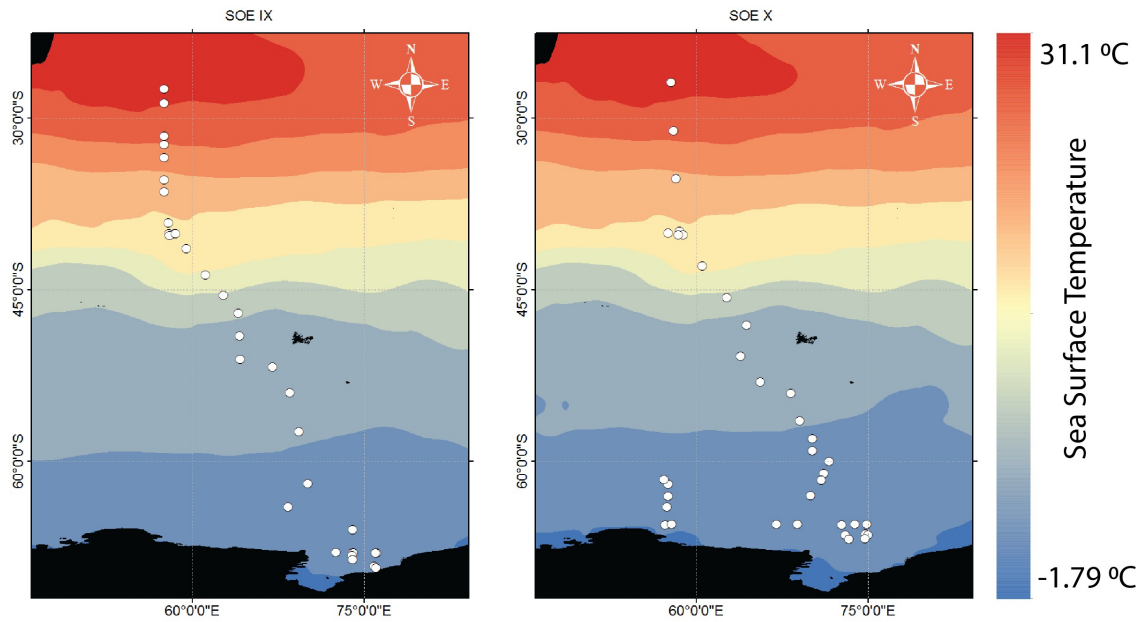 SOE IX
SOE X
N
W E
S
N
W E
S
31.1 ºC
30°0'0"S
30°0'0"S
45°0'0"S
45°0'0"S
60°0'0"S
60°0'0"S
Sea Surface Temperature
-1.79 ºC
60°0'0"E
75°0'0"E
60°0'0"E
75°0'0"E